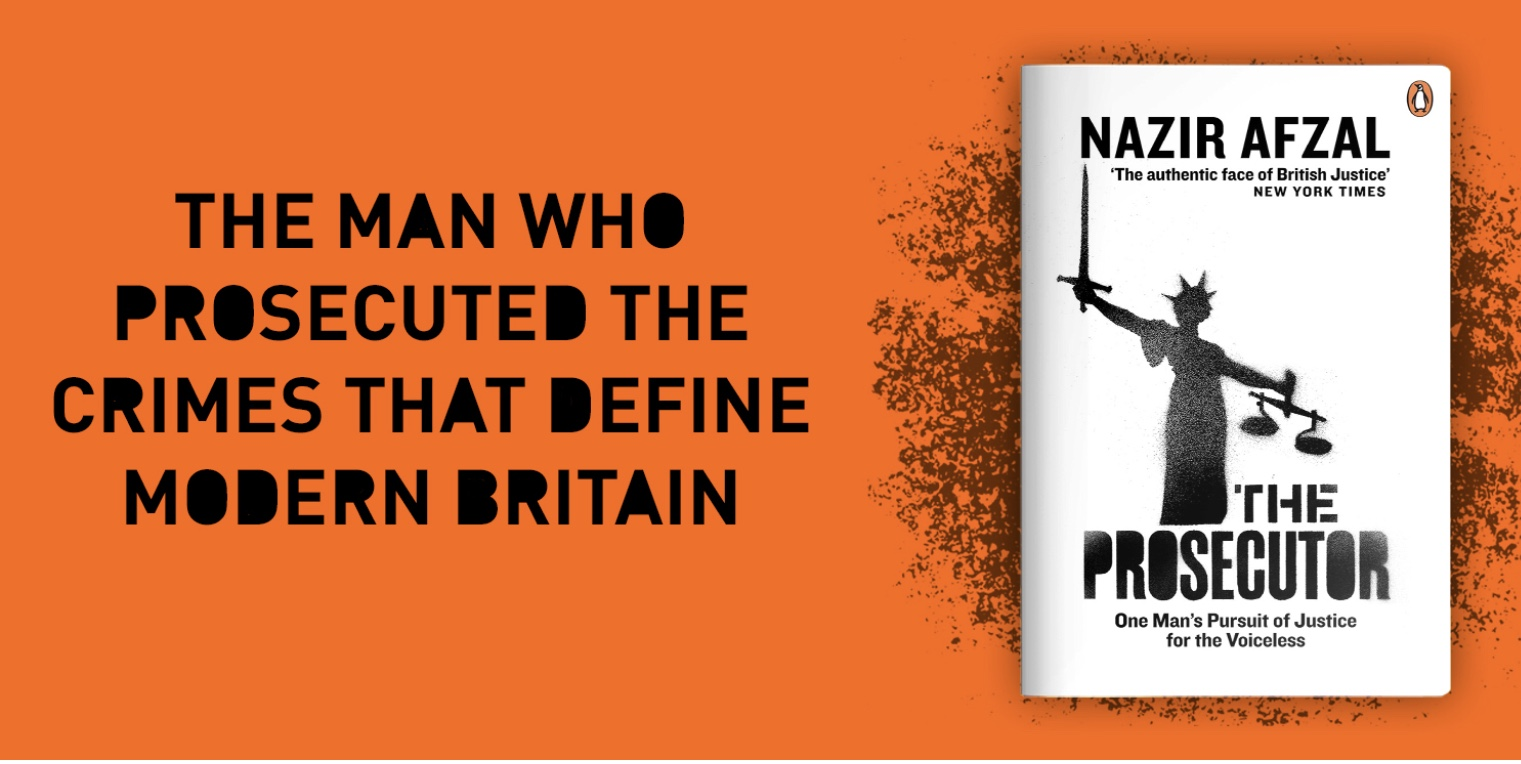 THE MAN WHO
PROSECUTED THE
CRIMES THAT DEFINE
MODERN BRITAIN
NAZIR AFZAL
‘The authentic face of British Justice’
NEW YORK TIMES
THE
PROSECUTOR
One Man’s Pursuit of Justice
for the Voiceless